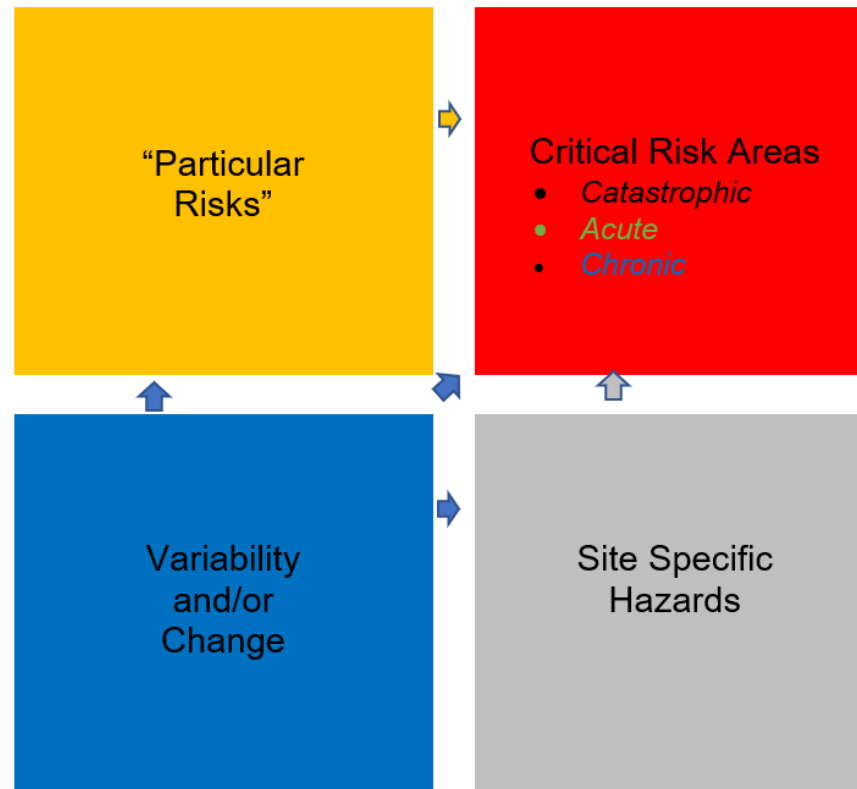 “Particular
Risks”
Critical Risk Areas
• Catastrophic
• Acute
• Chronic
Variability
and/or
Change
Site Specific
Hazards